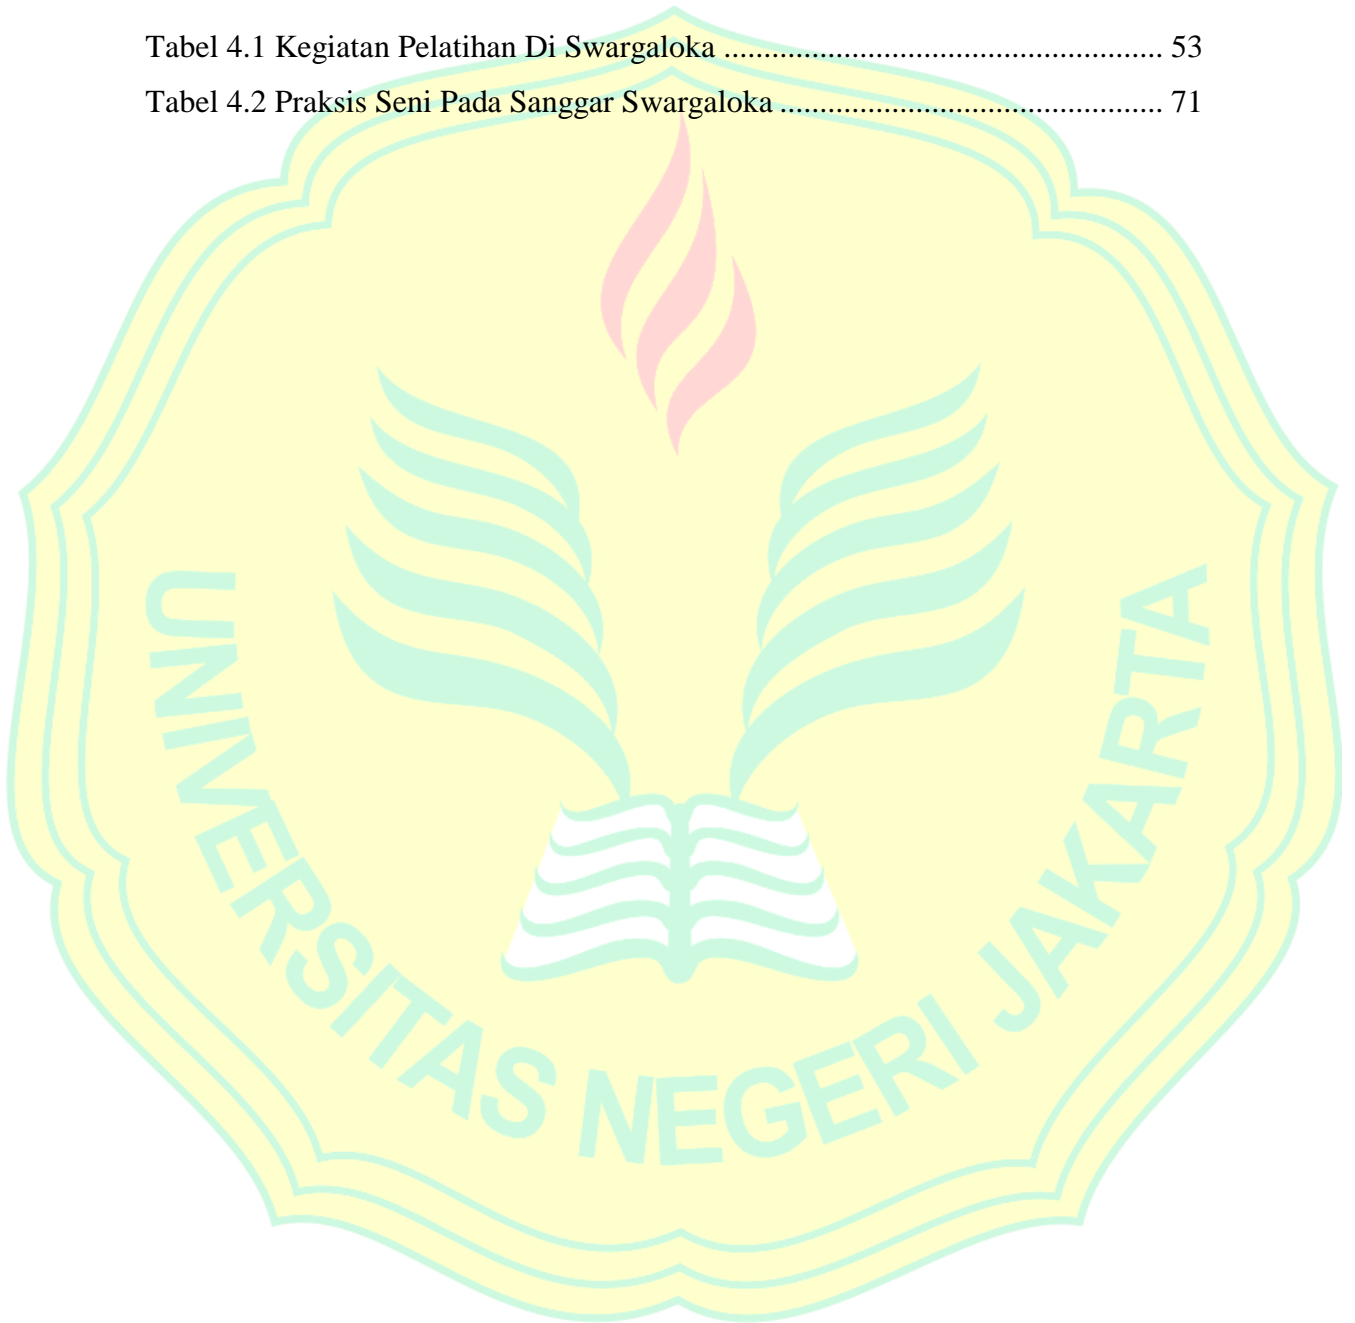 Tabel 4.1 Kegiatan Pelatihan Di Swargaloka ....................................................... 53
Tabel 4.2 Praksis Seni Pada Sanggar Swargaloka ................................................ 71
UNIVERSITAS NEGERI JAKARTA